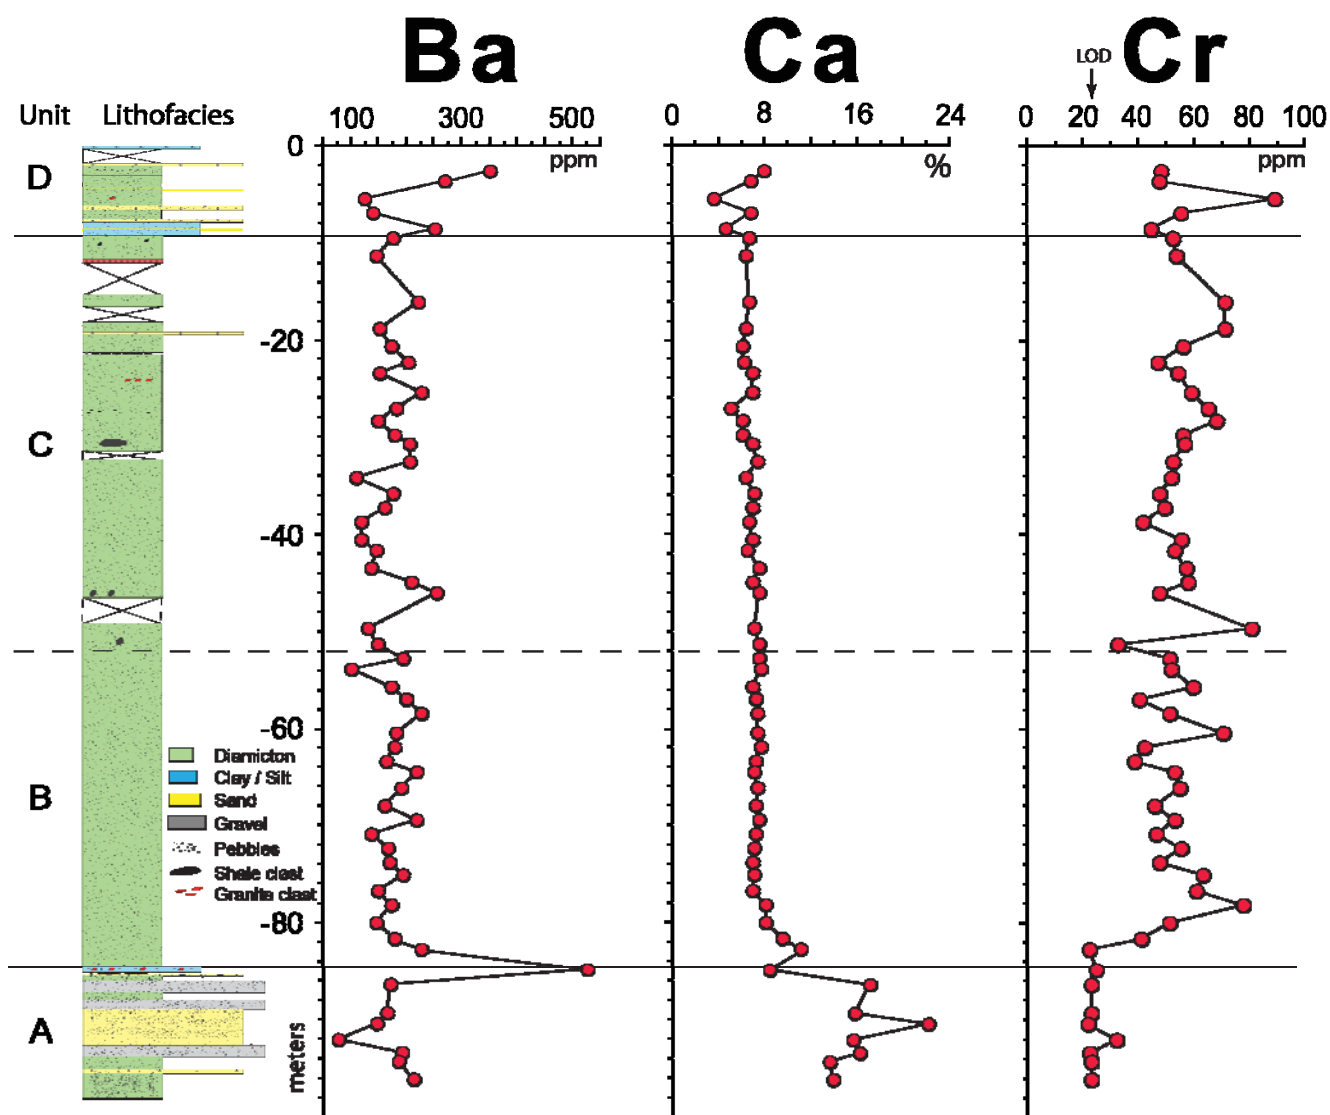 Ba Ca Cr
LOD
Unit Lithofacies
100 300 500 0 8 16 24 0 20 40 60 80 100
0 ppm % ppm
D
-20
C
-40
-60
Diamicton
Clay / Silt
B
Sand
Gravel
Pebbles
Shale clast
Granite clast
-80
A
meters